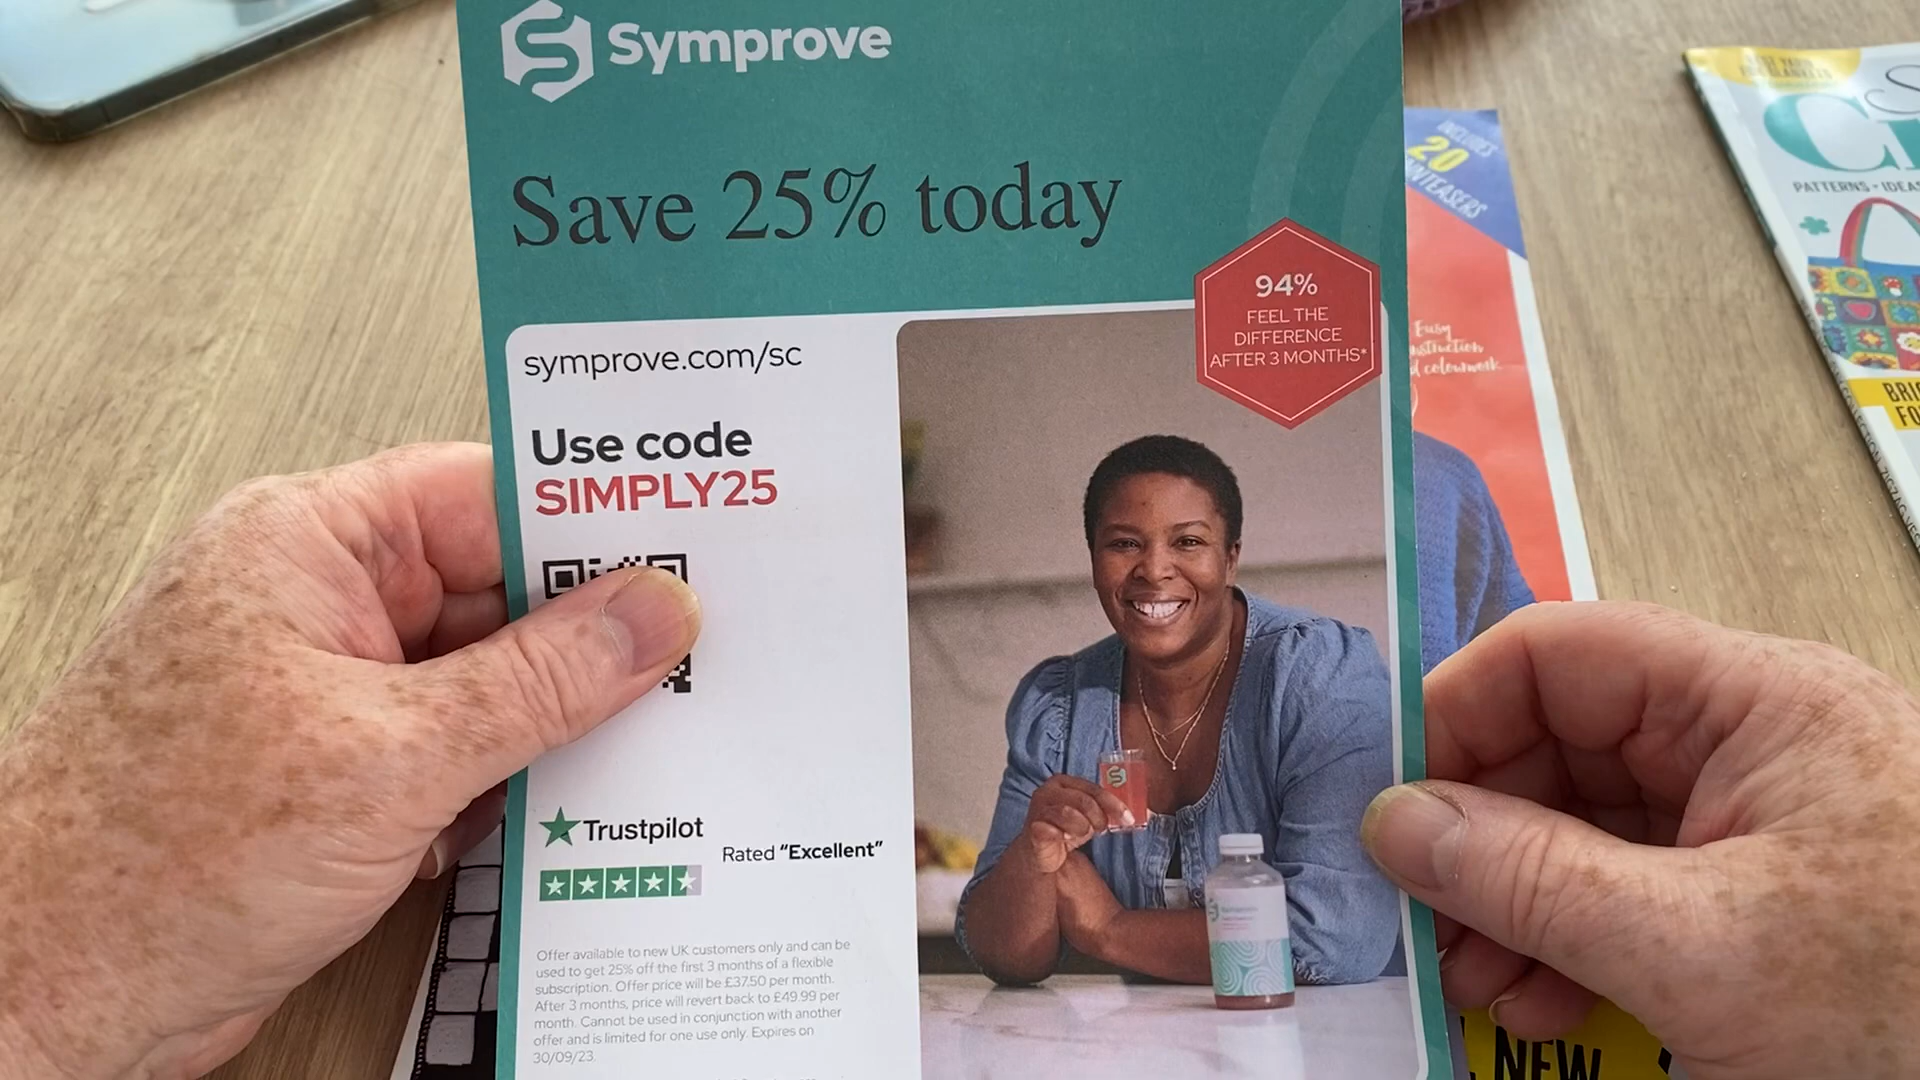 Symprove
Save 25% today
94%
FEEL THE
DIFFERENCE
AFTER 3 MONTHS*
symprove.com/sc
Use code
SIMPLY25
Trustpilot
Rated "Excellent"
Offer available to new UK customers only and can be
used to get 25% off the first 3 months of a flexible
subscription. Offer price will be £37.50 per month.
After 3 months, price will revert back to £49.99 per
month. Cannot be used in conjunction with another
offer and is limited for one use only. Expires on
30/09/23.
INCLUDES
20
Easy
colourwork
PATTERNS
NEW